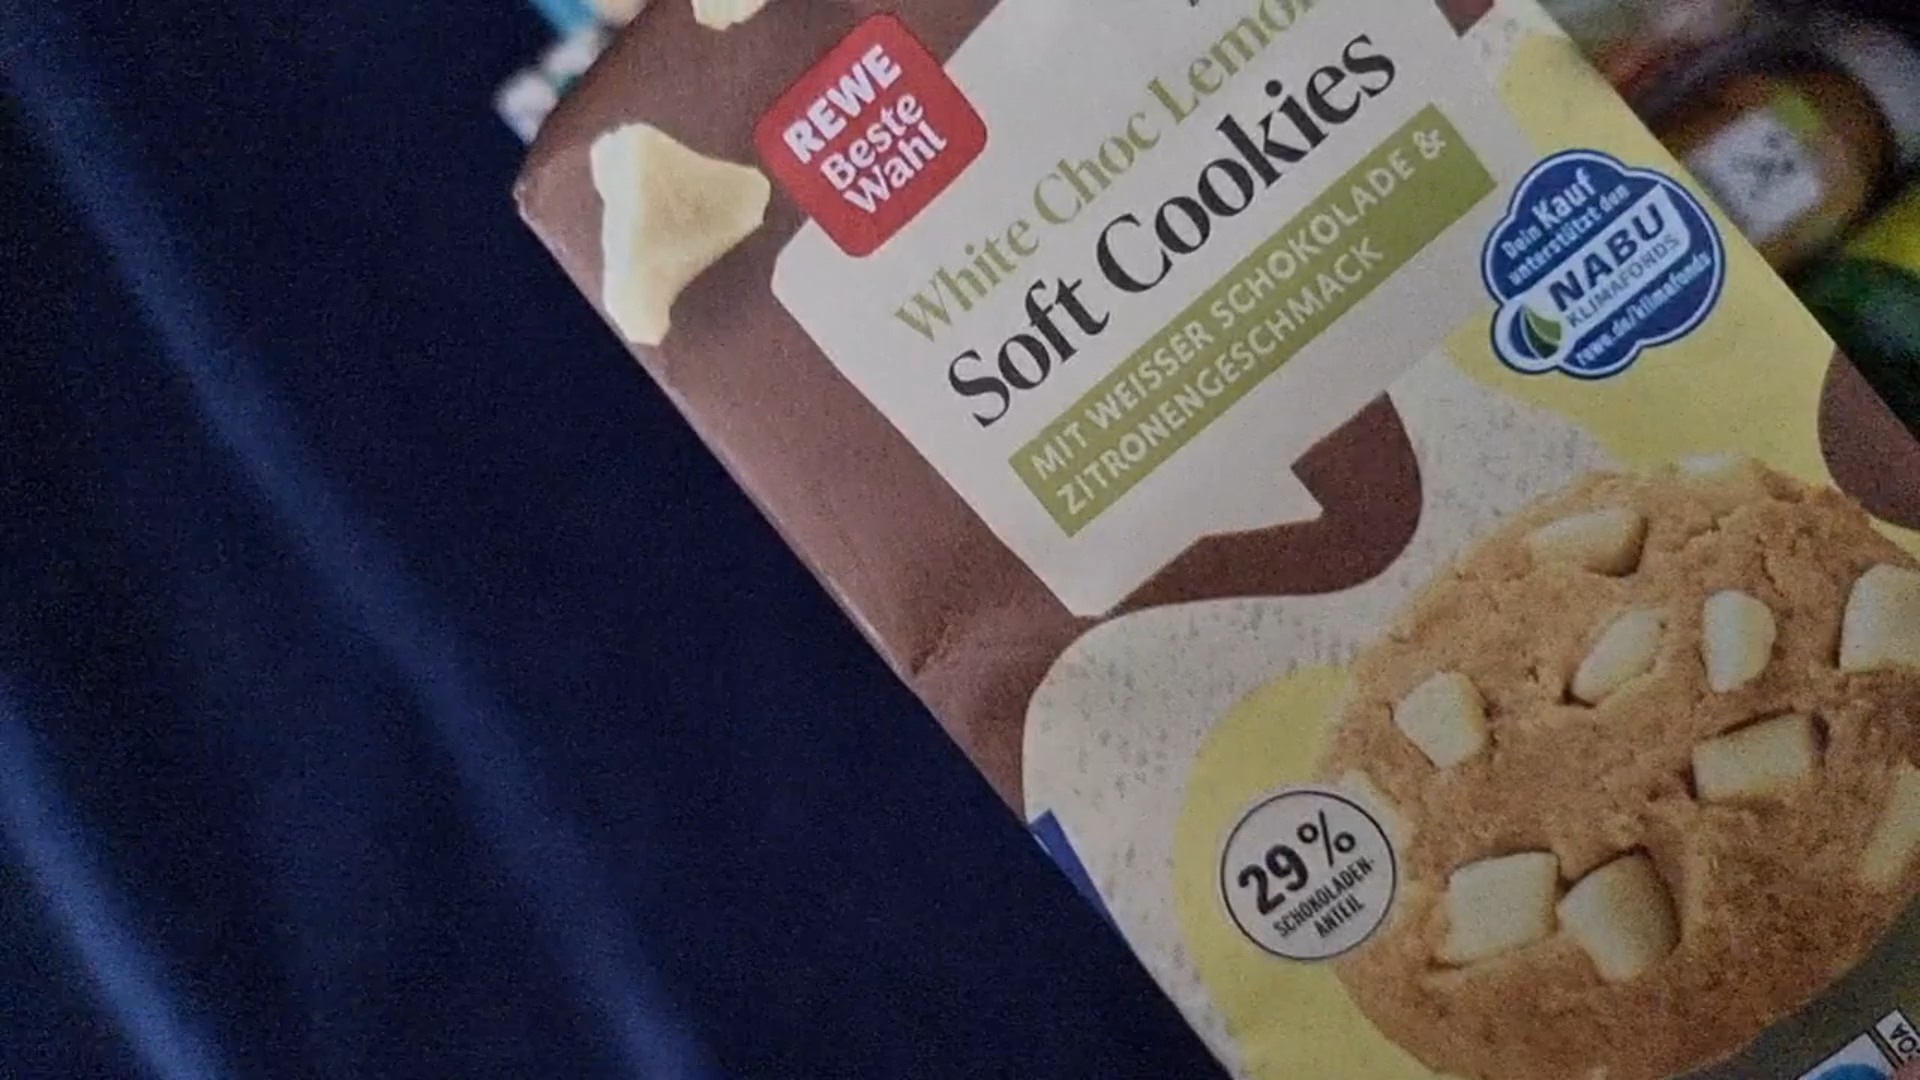 REWE
Beste
Wahl
White Choc Lemon
Soft Cookies
MIT WEISSER SCHOKOLADE &
ZITRONENGESCHMACK
Dein Kauf
unterstützt den
NABU
KLIMAFONDS
rewe.de/klimafonds
29%
SCHOKOLADEN-
ANTEIL